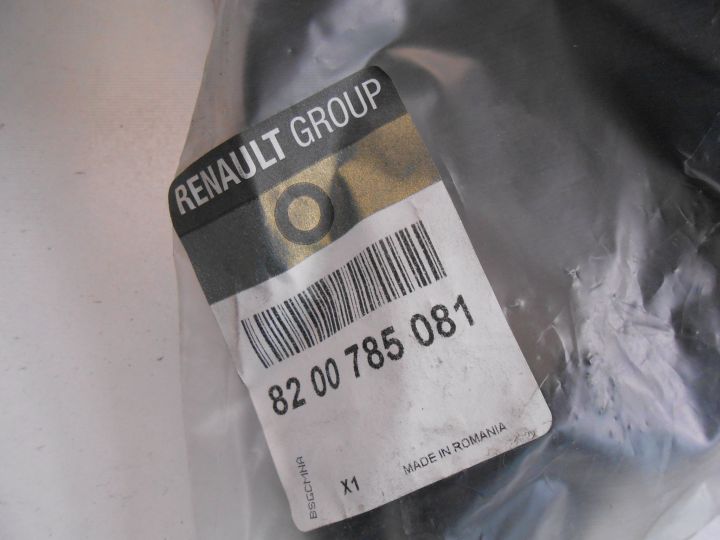 RENAULT GROUP
82 00 785 081
MADE IN ROMANIA
X1